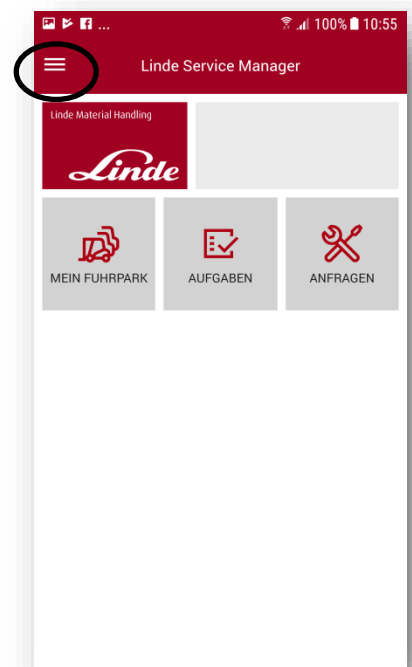 ... 100% 10:55
Linde Service Manager
Linde Material Handling
Linde
MEIN FUHRPARK
AUFGABEN
ANFRAGEN